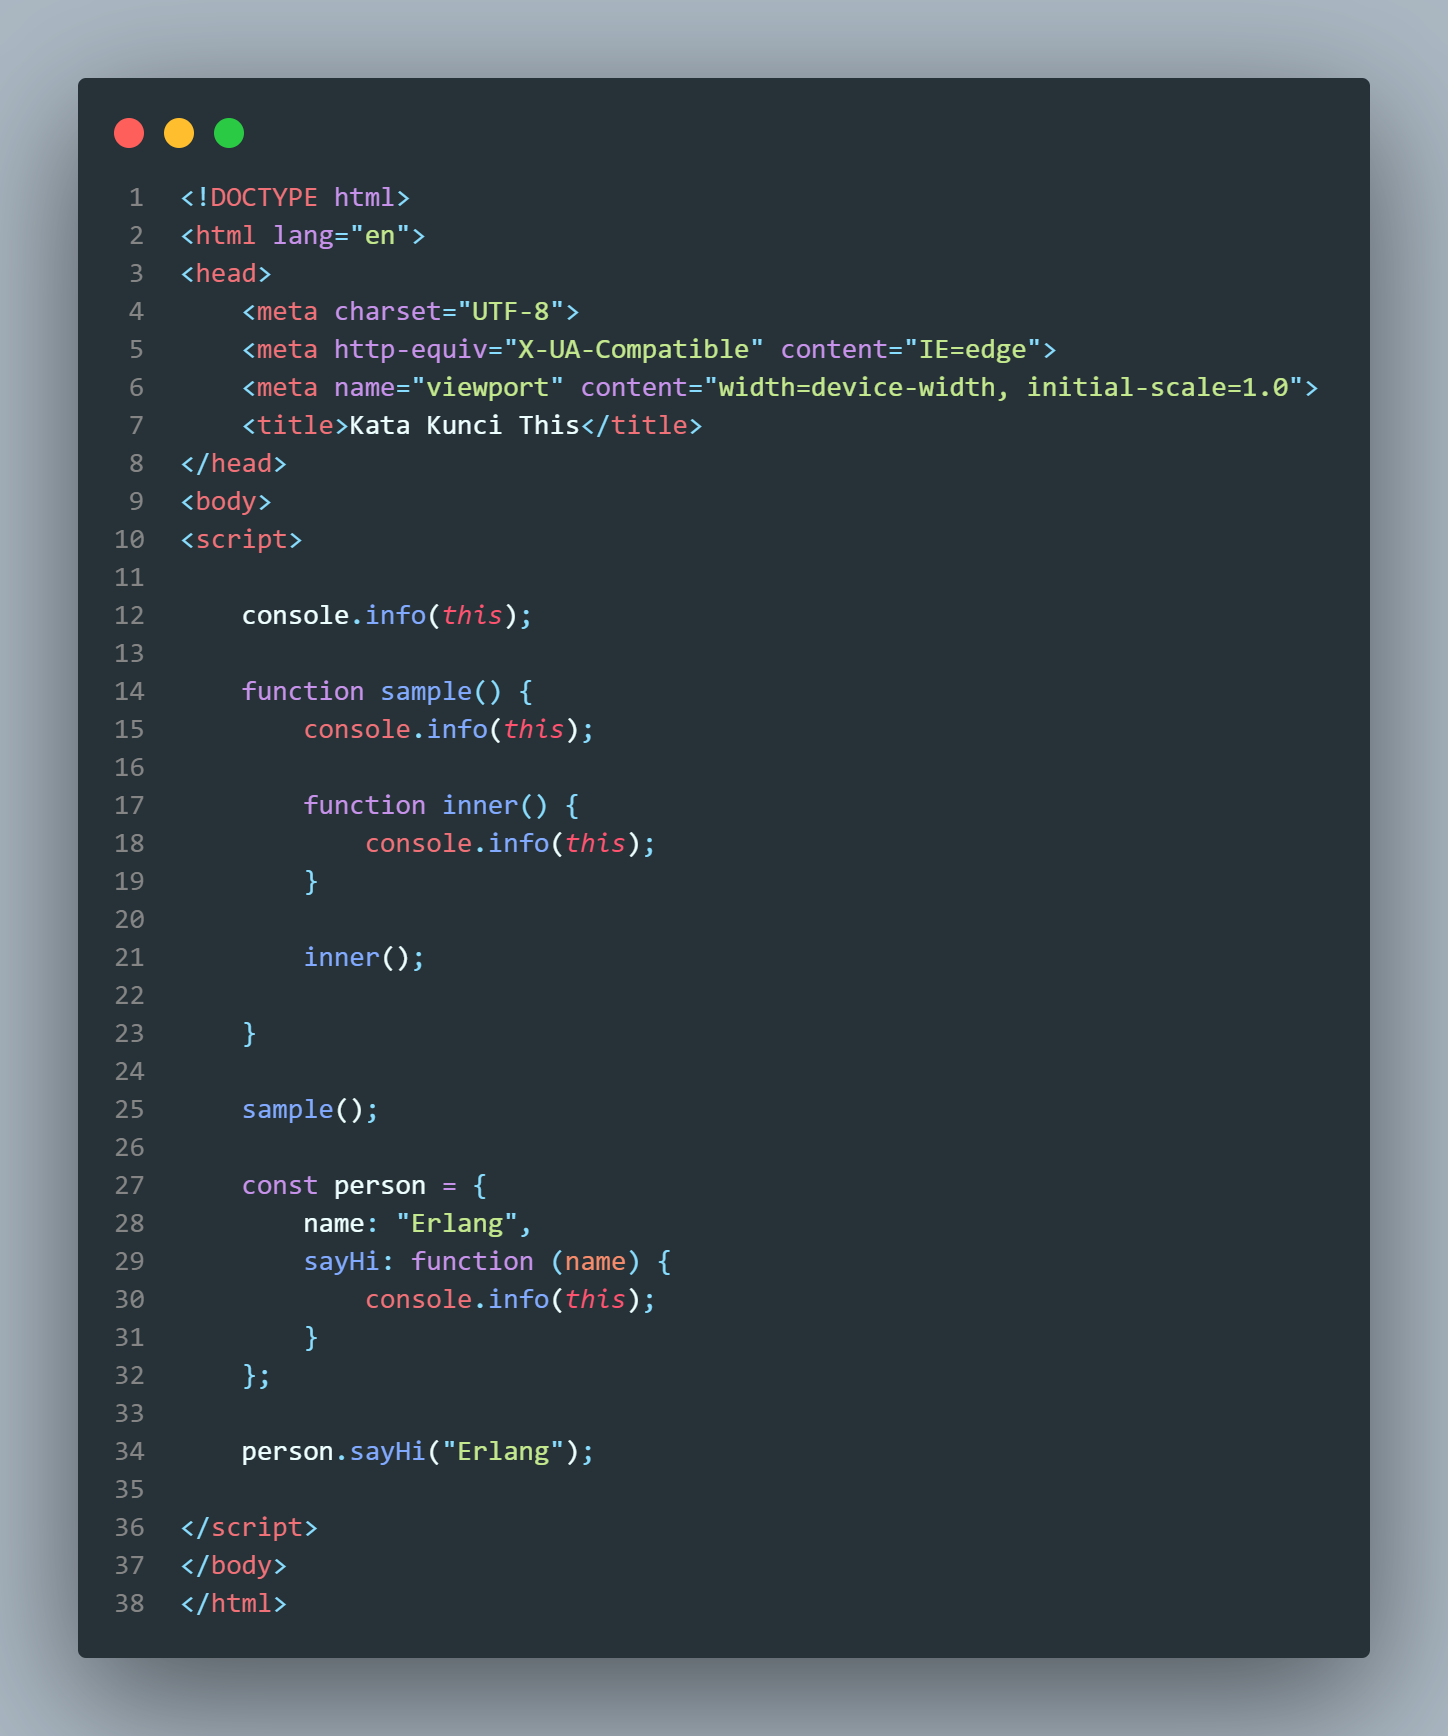 1 <!DOCTYPE html>
2 <html lang="en">
3 <head>
4     <meta charset="UTF-8">
5     <meta http-equiv="X-UA-Compatible" content="IE=edge">
6     <meta name="viewport" content="width=device-width, initial-scale=1.0">
7     <title>Kata Kunci This</title>
8 </head>
9 <body>
10 <script>
11
12     console.info(this);
13
14     function sample() {
15         console.info(this);
16
17         function inner() {
18             console.info(this);
19         }
20
21         inner();
22
23     }
24
25     sample();
26
27     const person = {
28         name: "Erlang",
29         sayHi: function (name) {
30             console.info(this);
31         }
32     };
33
34     person.sayHi("Erlang");
35
36 </script>
37 </body>
38 </html>